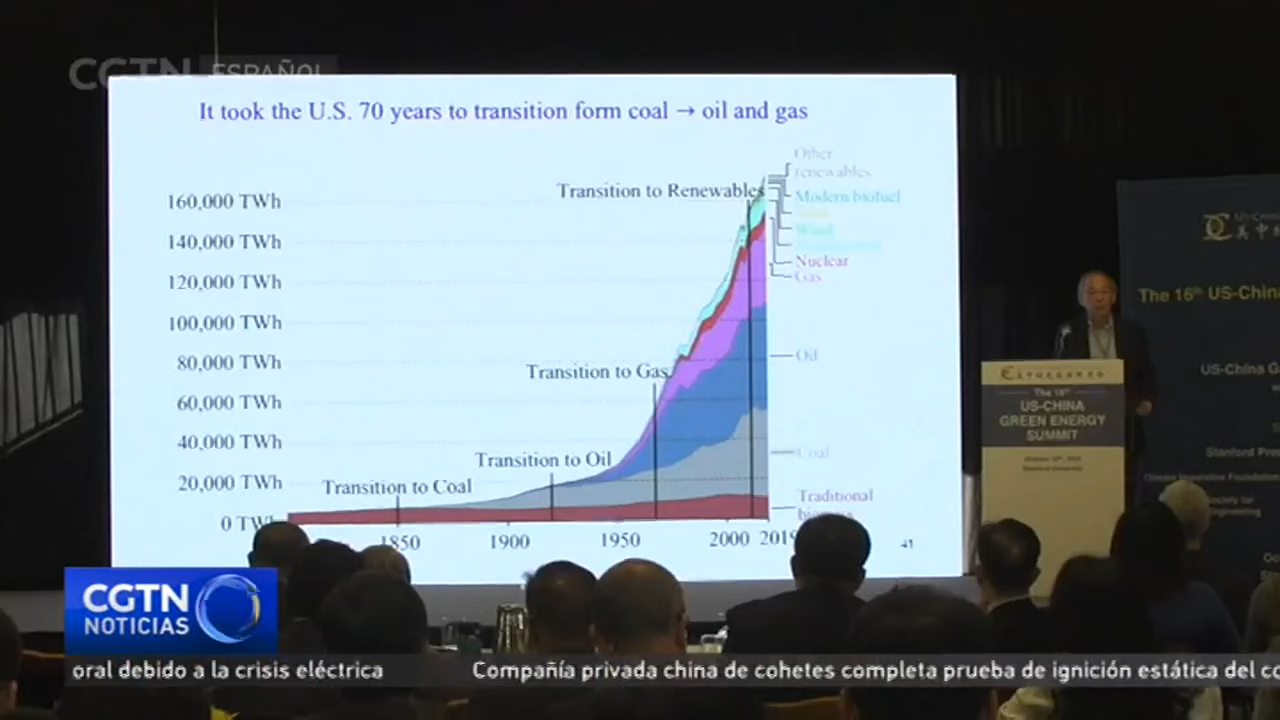 CGTN ESPAÑOL
It took the U.S. 70 years to transition form coal → oil and gas
Other
renewables
Transition to Renewables
Modern biofuel
160,000 TWh
Wind
140,000 TWh
Nuclear
Gas
120,000 TWh
100,000 TWh
80,000 TWh
Oil
Transition to Gas
60,000 TWh
40,000 TWh
Transition to Oil
Coal
20,000 TWh
Transition to Coal
Traditional
0 TWh
1850
1900
1950
2000
2019
41
The 16th US-China
US-China
Stanford
The 16th
US-CHINA
GREEN ENERGY
SUMMIT
CGTN
NOTICIAS
oral debido a la crisis eléctrica
Compañía privada china de cohetes completa prueba de ignición estática del